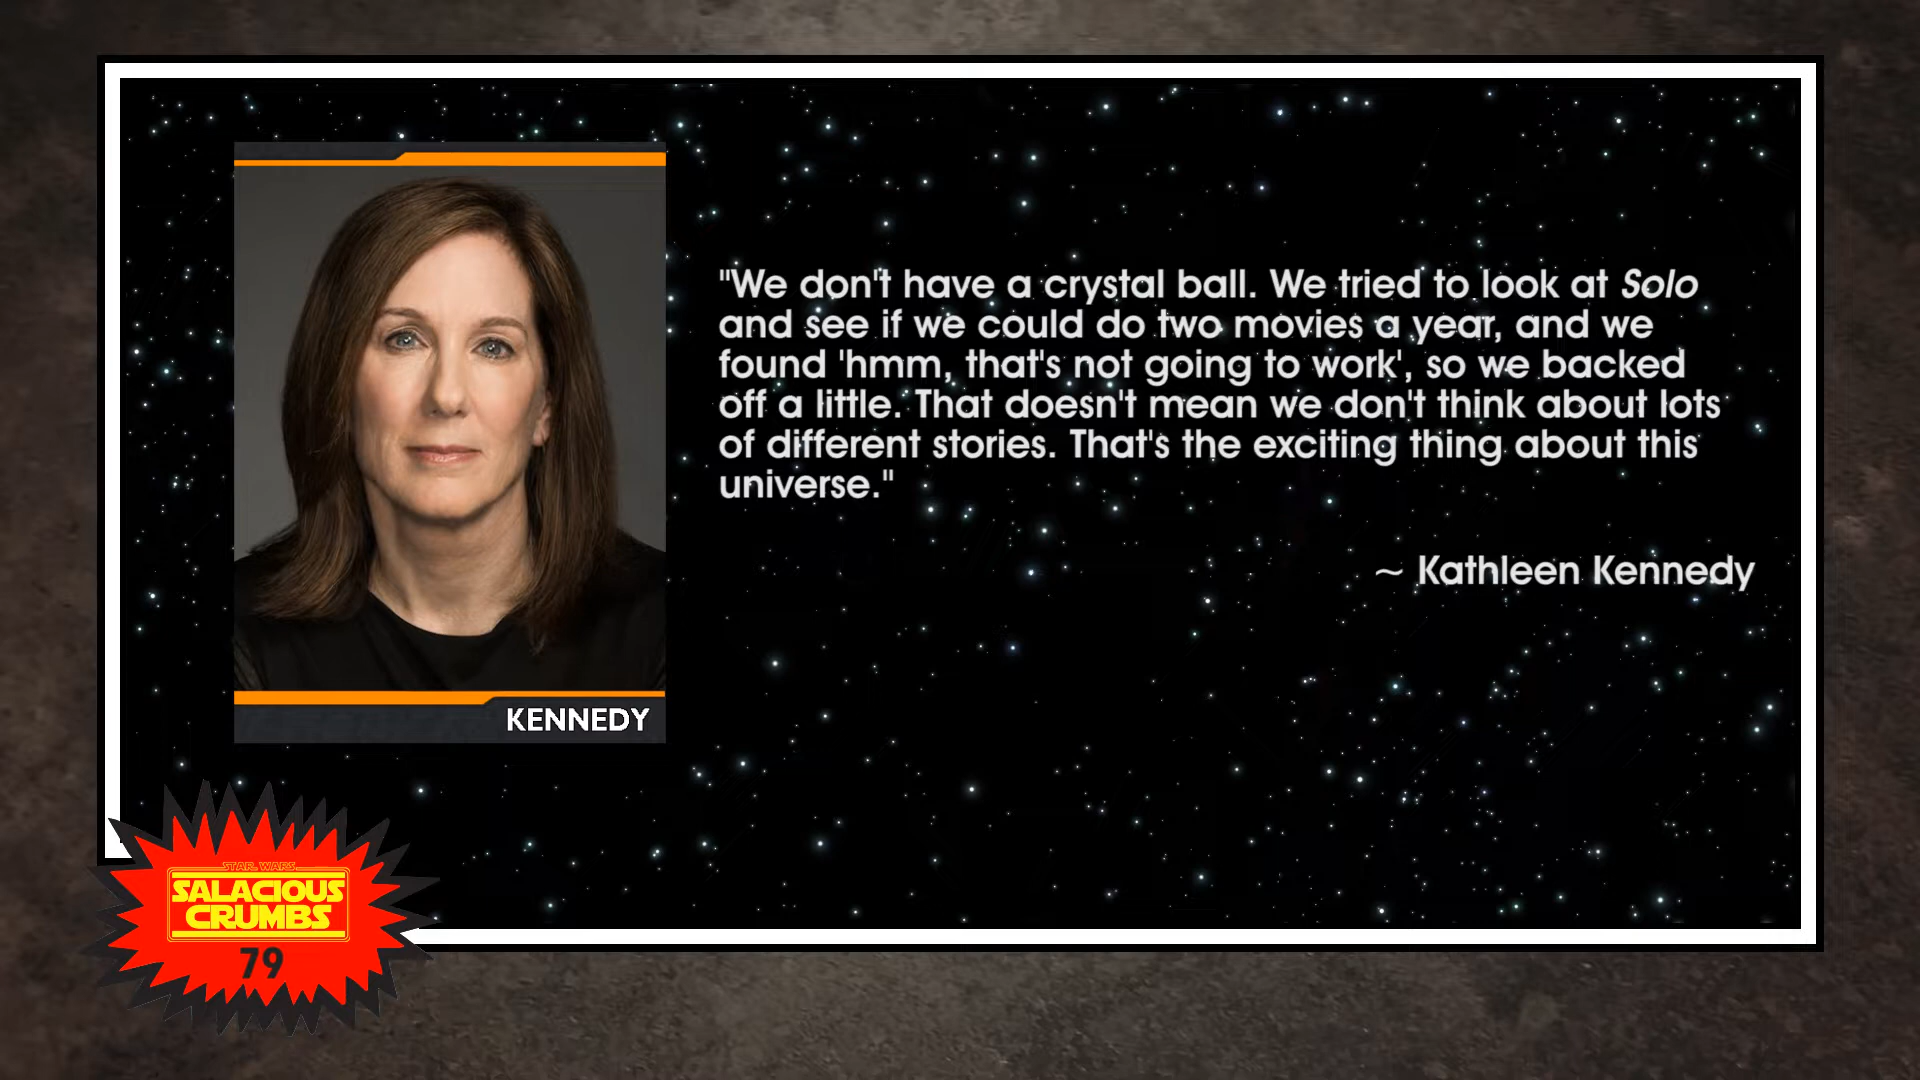 "We don't have a crystal ball. We tried to look at Solo
and see if we could do two movies a year, and we
found 'hmm, that's not going to work', so we backed
off a little. That doesn't mean we don't think about lots
of different stories. That's the exciting thing about this
universe."
~ Kathleen Kennedy
KENNEDY
STAR WARS
SALACIOUS
CRUMBS
79